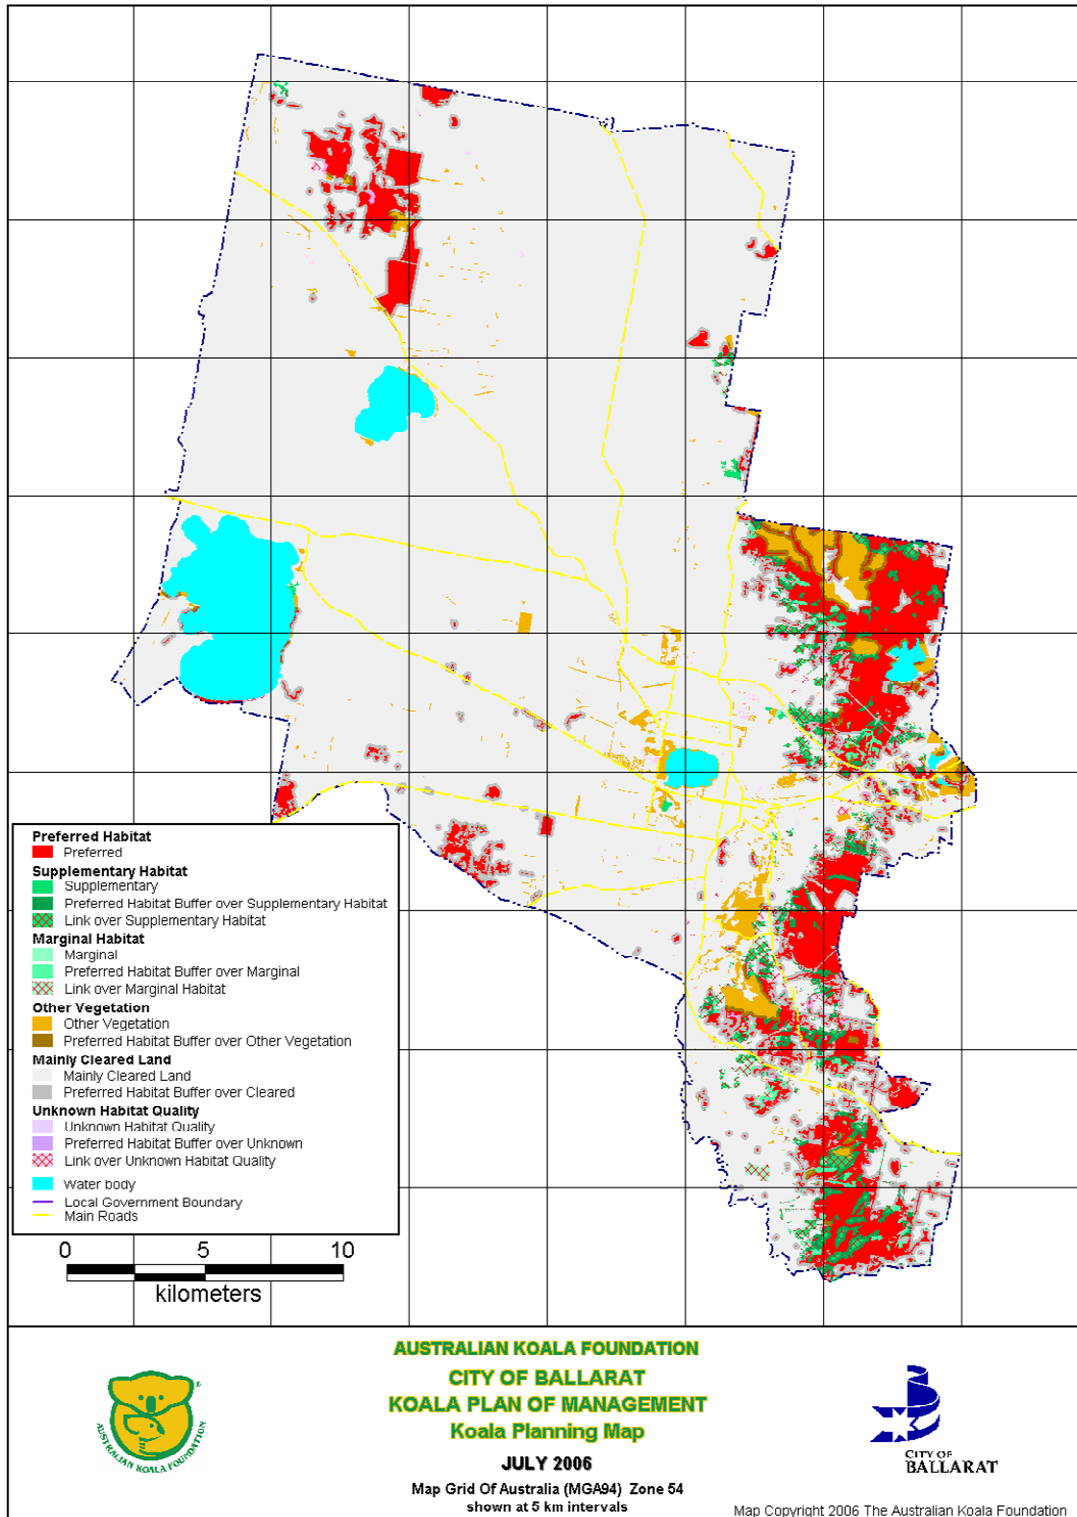 Preferred Habitat
Preferred
Supplementary Habitat
Supplementary
Preferred Habitat Buffer over Supplementary Habitat
Link over Supplementary Habitat
Marginal Habitat
Marginal
Preferred Habitat Buffer over Marginal
Link over Marginal Habitat
Other Vegetation
Other Vegetation
Preferred Habitat Buffer over Other Vegetation
Mainly Cleared Land
Mainly Cleared Land
Preferred Habitat Buffer over Cleared
Unknown Habitat Quality
Unknown Habitat Quality
Preferred Habitat Buffer over Unknown
Link over Unknown Habitat Quality
Water body
Local Government Boundary
Main Roads
0 5 10
kilometers
AUSTRALIAN KOALA FOUNDATION
CITY OF BALLARAT
KOALA PLAN OF MANAGEMENT
Koala Planning Map
JULY 2006
Map Grid Of Australia (MGA94) Zone 54
shown at 5 km intervals
AUSTRALIAN KOALA FOUNDATION
CITY OF
BALLARAT
Map Copyright 2006 The Australian Koala Foundation